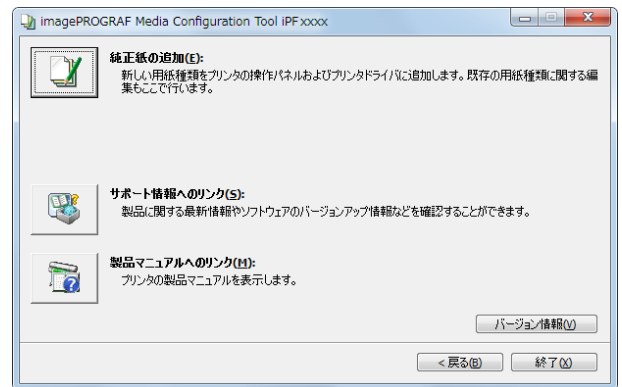 imagePROGRAF Media Configuration Tool iPFxxxx
純正紙の追加(E):
新しい用紙種類をプリンタの操作パネルおよびプリンタドライバに追加します。既存の用紙種類に関する編
集もここで行います。
サポート情報へのリンク(S):
製品に関する最新情報やソフトウェアのバージョンアップ情報などを確認することができます。
製品マニュアルへのリンク(M):
プリンタの製品マニュアルを表示します。
バージョン情報(V)
< 戻る(B)
終了(X)